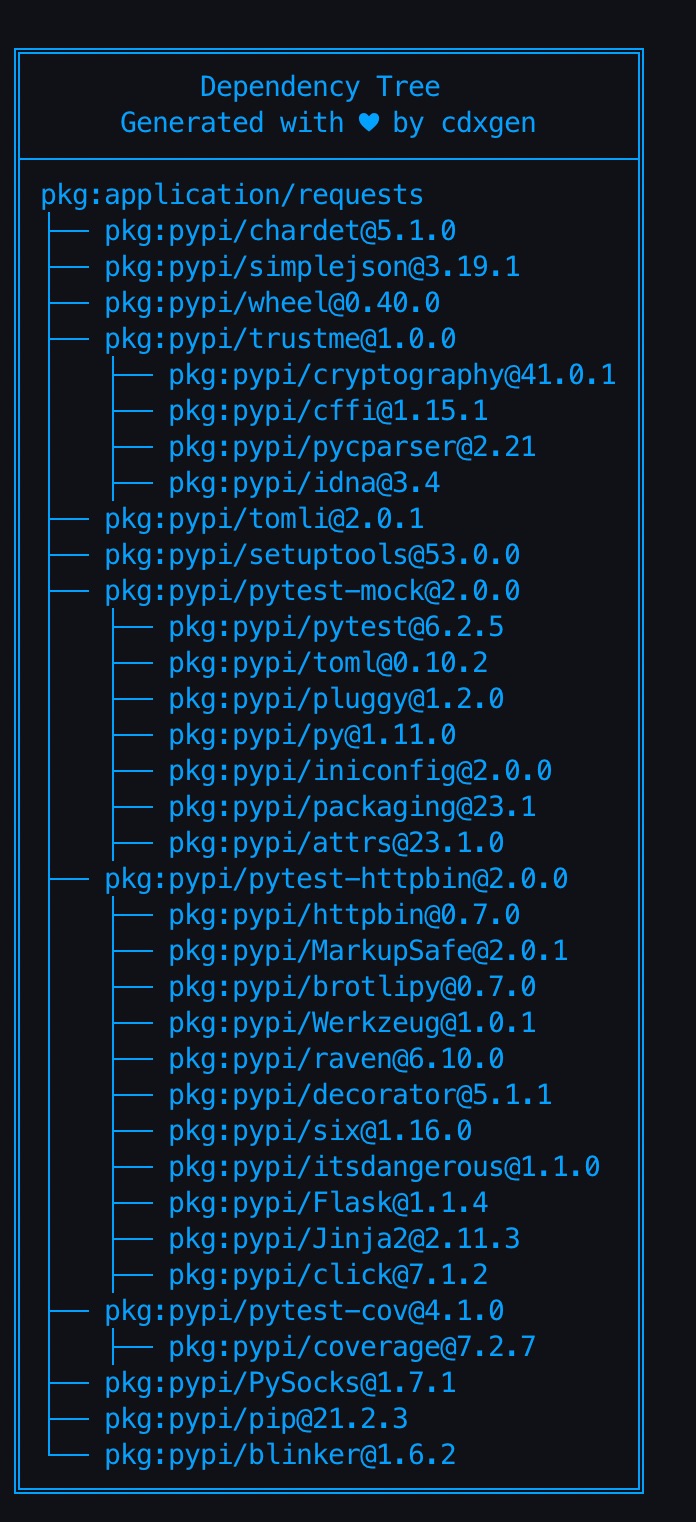 Dependency Tree
Generated with ♥ by cdxgen
pkg:application/requests
├── pkg:pypi/chardet@5.1.0
├── pkg:pypi/simplejson@3.19.1
├── pkg:pypi/wheel@0.40.0
├── pkg:pypi/trustme@1.0.0
│   ├── pkg:pypi/cryptography@41.0.1
│   ├── pkg:pypi/cffi@1.15.1
│   ├── pkg:pypi/pycparser@2.21
│   ├── pkg:pypi/idna@3.4
├── pkg:pypi/tomli@2.0.1
├── pkg:pypi/setuptools@53.0.0
├── pkg:pypi/pytest-mock@2.0.0
│   ├── pkg:pypi/pytest@6.2.5
│   ├── pkg:pypi/toml@0.10.2
│   ├── pkg:pypi/pluggy@1.2.0
│   ├── pkg:pypi/py@1.11.0
│   ├── pkg:pypi/iniconfig@2.0.0
│   ├── pkg:pypi/packaging@23.1
│   ├── pkg:pypi/attrs@23.1.0
├── pkg:pypi/pytest-httpbin@2.0.0
│   ├── pkg:pypi/httpbin@0.7.0
│   ├── pkg:pypi/MarkupSafe@2.0.1
│   ├── pkg:pypi/brotlipy@0.7.0
│   ├── pkg:pypi/Werkzeug@1.0.1
│   ├── pkg:pypi/raven@6.10.0
│   ├── pkg:pypi/decorator@5.1.1
│   ├── pkg:pypi/six@1.16.0
│   ├── pkg:pypi/itsdangerous@1.1.0
│   ├── pkg:pypi/Flask@1.1.4
│   ├── pkg:pypi/Jinja2@2.11.3
│   ├── pkg:pypi/click@7.1.2
├── pkg:pypi/pytest-cov@4.1.0
│   ├── pkg:pypi/coverage@7.2.7
├── pkg:pypi/PySocks@1.7.1
├── pkg:pypi/pip@21.2.3
└── pkg:pypi/blinker@1.6.2